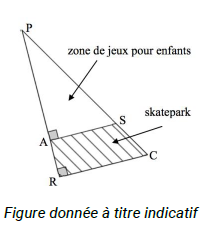 P
zone de jeux pour enfants
S
skatepark
A
C
R
Figure donnée à titre indicatif